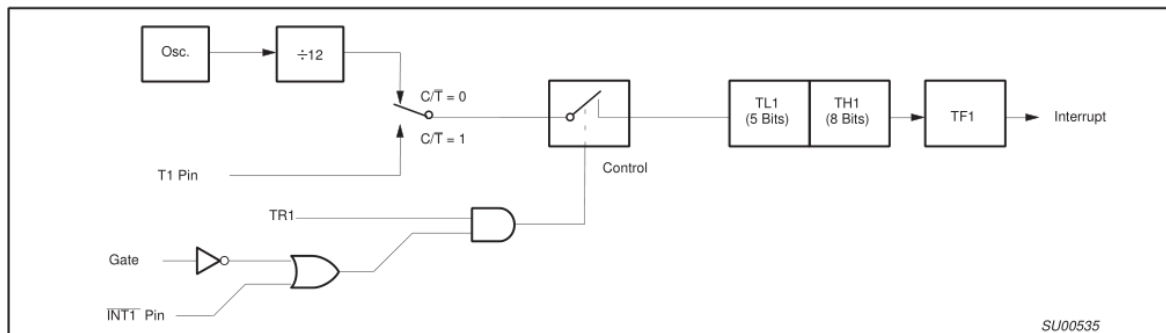 Osc.
÷12
C/T̅ = 0
C/T̅ = 1
T1 Pin
TR1
Gate
I̅N̅T̅1̅ Pin
Control
TL1
(5 Bits)
TH1
(8 Bits)
TF1
Interrupt
SU00535